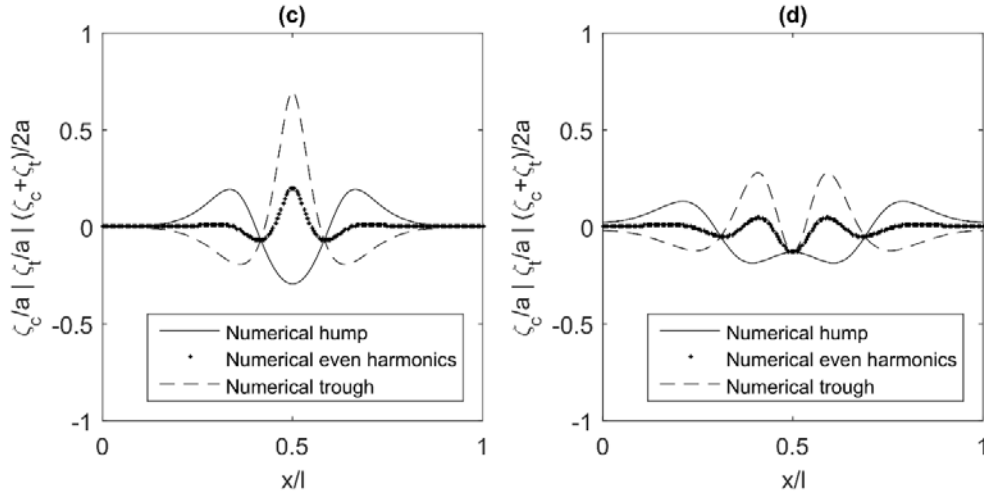 (c)
ζc/a | ζt/a | (ζc+ζt)/2a
1
0.5
0
-0.5
-1
Numerical hump
Numerical even harmonics
Numerical trough
0
0.5
1
x/l
(d)
ζc/a | ζt/a | (ζc+ζt)/2a
1
0.5
0
-0.5
-1
Numerical hump
Numerical even harmonics
Numerical trough
0
0.5
1
x/l